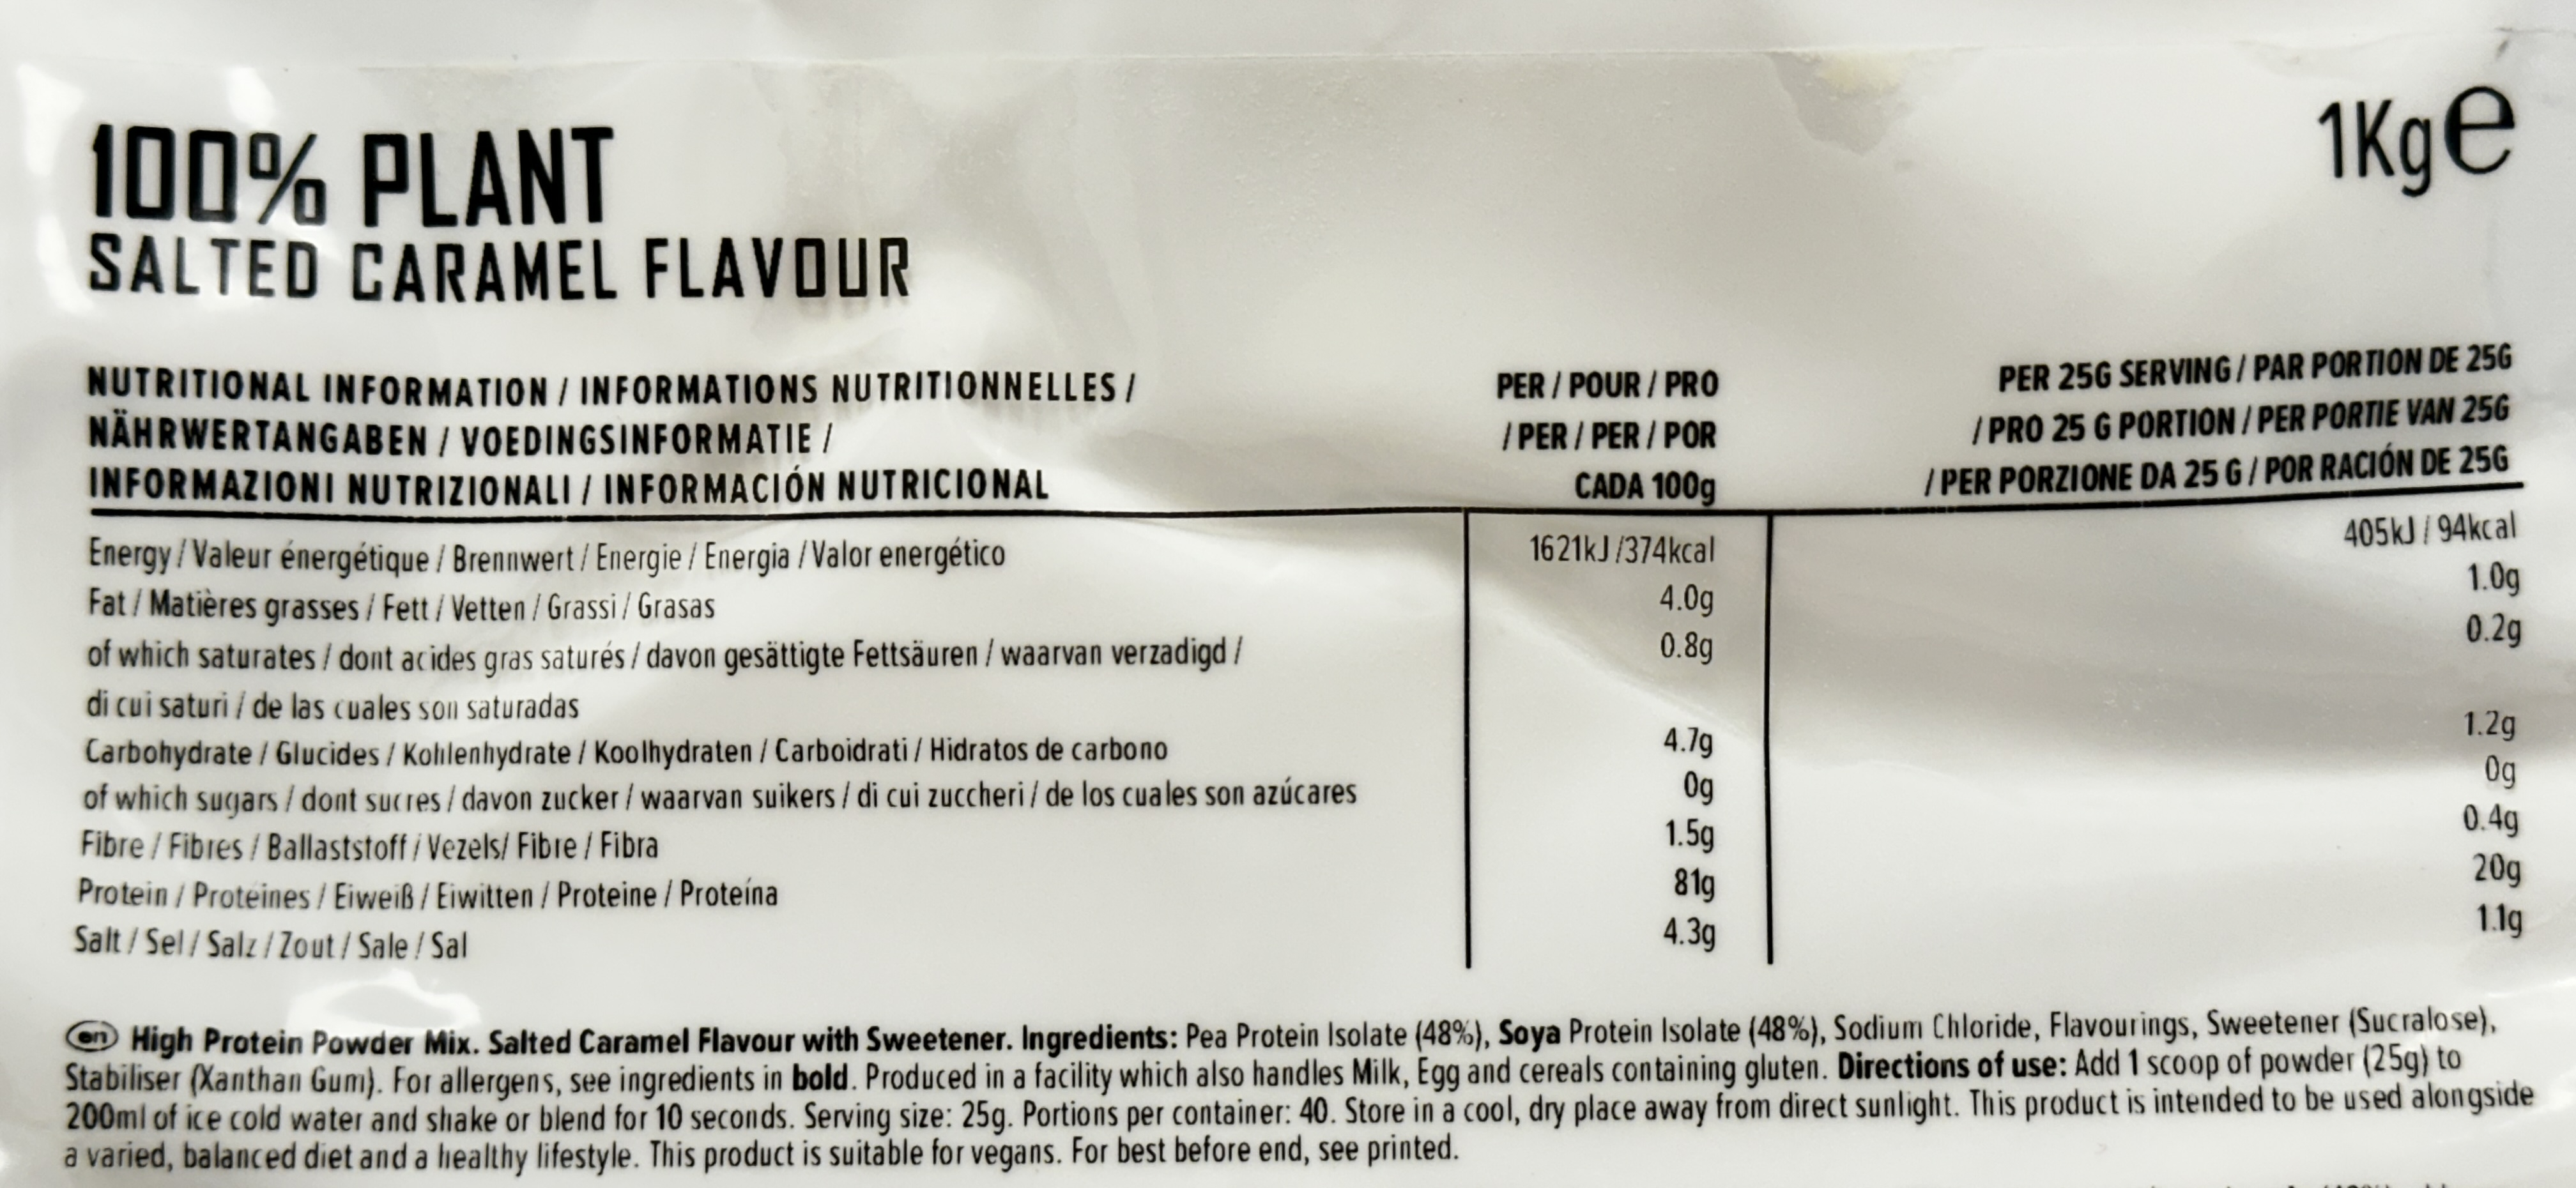 100% PLANT
1Kg e
SALTED CARAMEL FLAVOUR
NUTRITIONAL INFORMATION / INFORMATIONS NUTRITIONNELLES /
NÄHRWERTANGABEN / VOEDINGSINFORMATIE /
INFORMAZIONI NUTRIZIONALI / INFORMACIÓN NUTRICIONAL
PER / POUR / PRO
/ PER / PER / POR
CADA 100g
PER 25G SERVING / PAR PORTION DE 25G
/ PRO 25 G PORTION / PER PORTIE VAN 25G
/ PER PORZIONE DA 25 G / POR RACIÓN DE 25G
Energy / Valeur énergétique / Brennwert / Energie / Energia / Valor energético 1621kJ /374kcal 405kJ / 94kcal
Fat / Matières grasses / Fett / Vetten / Grassi / Grasas 4.0g 1.0g
of which saturates / dont acides gras saturés / davon gesättigte Fettsäuren / waarvan verzadigd / 0.8g 0.2g
di cui saturi / de las cuales son saturadas
Carbohydrate / Glucides / Kohlenhydrate / Koolhydraten / Carboidrati / Hidratos de carbono 4.7g 1.2g
of which sugars / dont sucres / davon zucker / waarvan suikers / di cui zuccheri / de los cuales son azúcares 0g 0g
Fibre / Fibres / Ballaststoff / Vezels/ Fibre / Fibra 1.5g 0.4g
Protein / Proteines / Eiweiß / Eiwitten / Proteine / Proteína 81g 20g
Salt / Sel / Salz / Zout / Sale / Sal 4.3g 1.1g
en High Protein Powder Mix. Salted Caramel Flavour with Sweetener. Ingredients: Pea Protein Isolate (48%), Soya Protein Isolate (48%), Sodium Chloride, Flavourings, Sweetener (Sucralose),
Stabiliser (Xanthan Gum). For allergens, see ingredients in bold. Produced in a facility which also handles Milk, Egg and cereals containing gluten. Directions of use: Add 1 scoop of powder (25g) to
200ml of ice cold water and shake or blend for 10 seconds. Serving size: 25g. Portions per container: 40. Store in a cool, dry place away from direct sunlight. This product is intended to be used alongside
a varied, balanced diet and a healthy lifestyle. This product is suitable for vegans. For best before end, see printed.